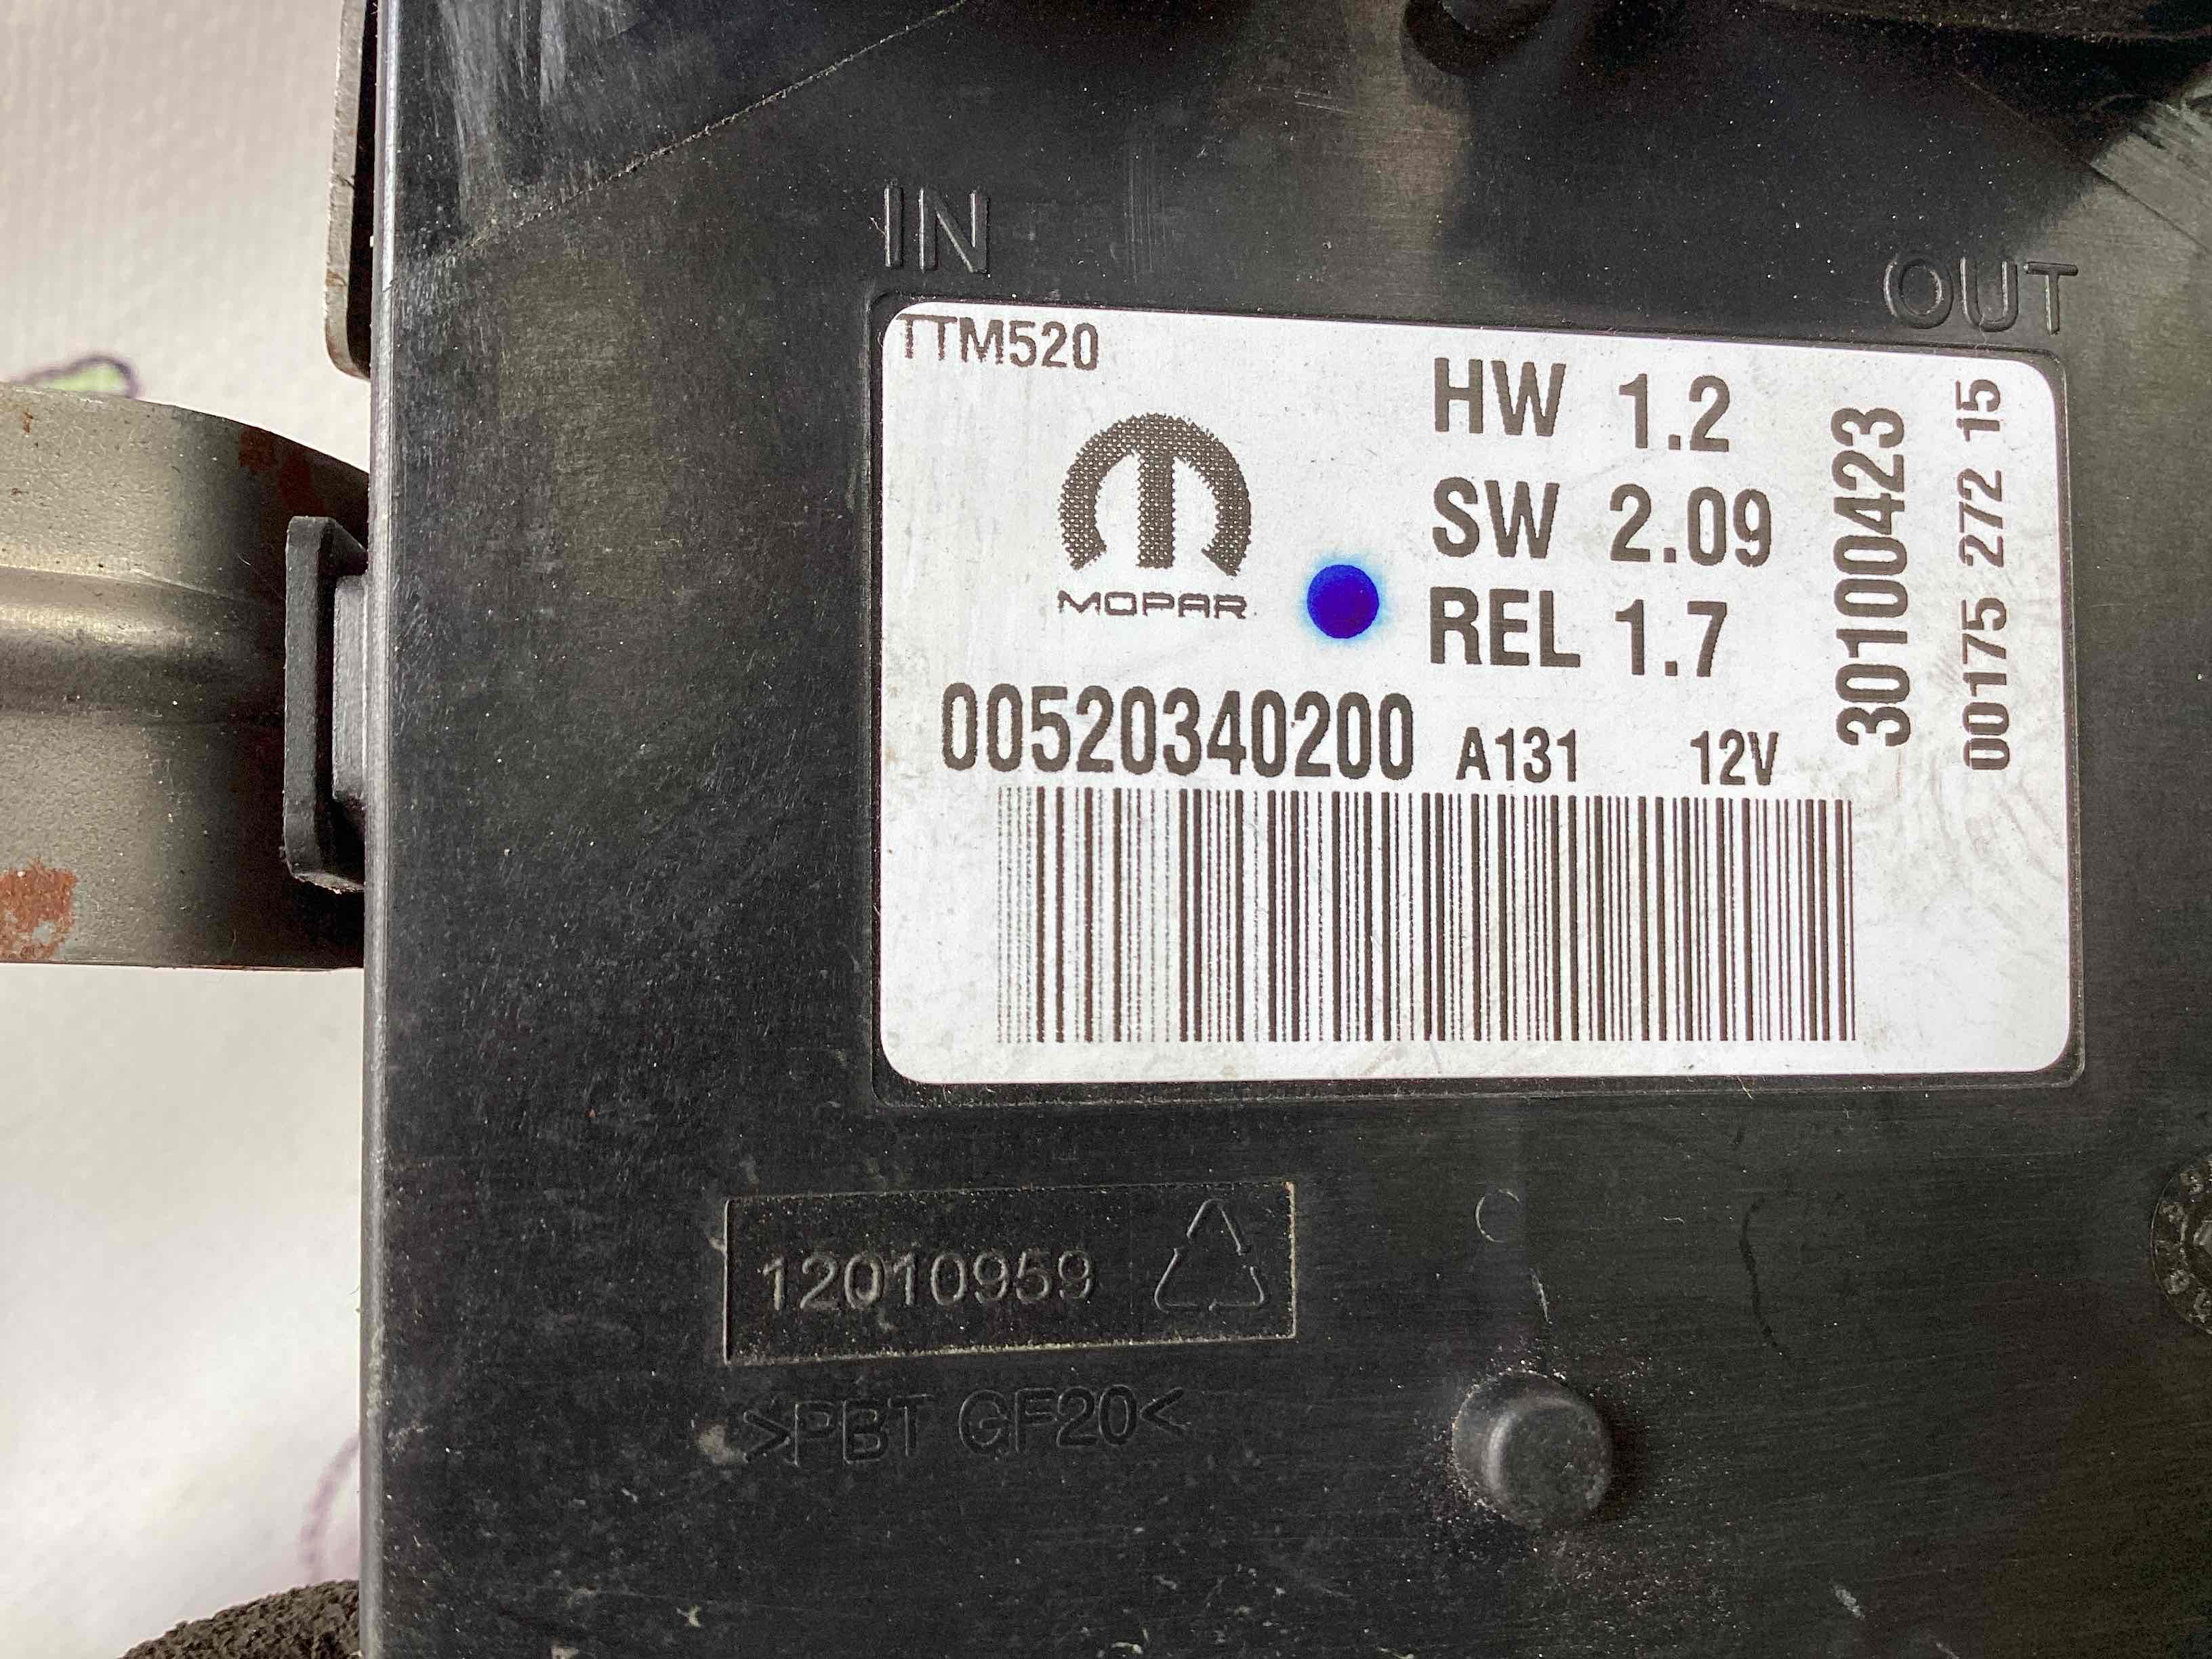 IN
OUT
TTM520
HW 1.2
SW 2.09
REL 1.7
MOPAR
00520340200 A131 12V
30100423
00175 272 15
12010959
>PBT GF20<